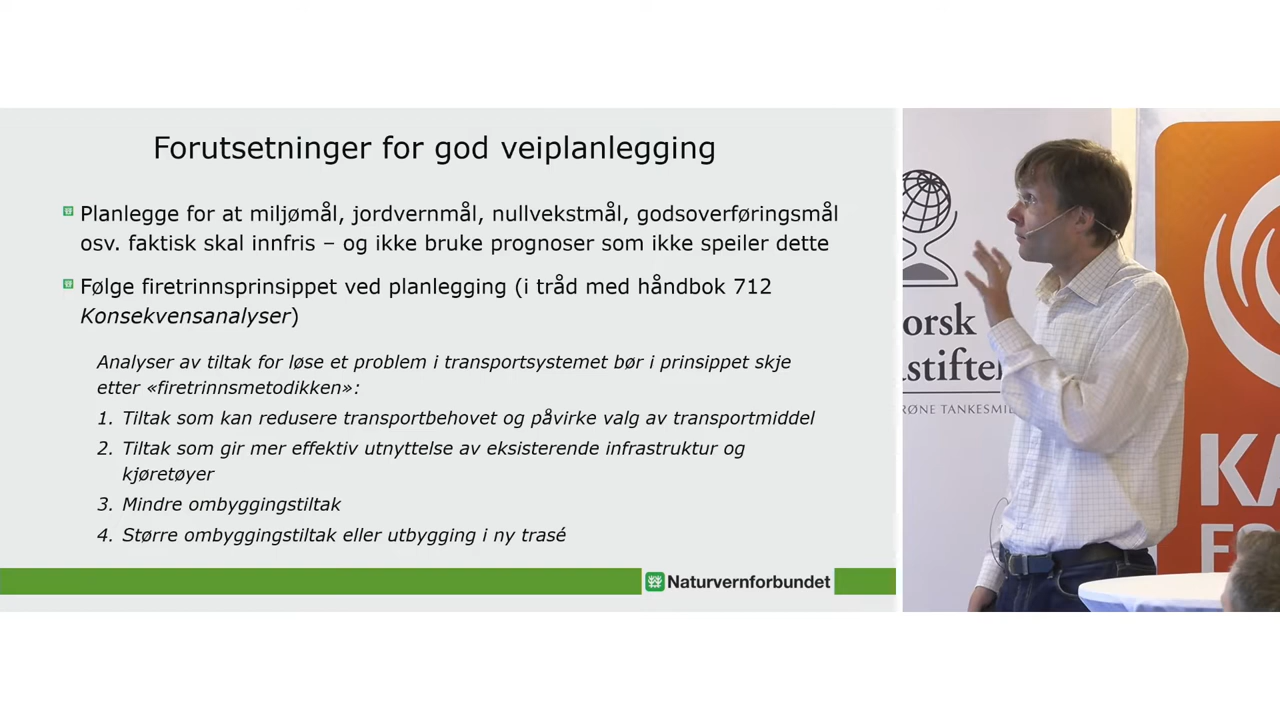 Forutsetninger for god veiplanlegging
Planlegge for at miljømål, jordvernmål, nullvekstmål, godsoverføringsmål
osv. faktisk skal innfris – og ikke bruke prognoser som ikke speiler dette
Følge firetrinnsprinsippet ved planlegging (i tråd med håndbok 712
Konsekvensanalyser)
Analyser av tiltak for løse et problem i transportsystemet bør i prinsippet skje
etter «firetrinnsmetodikken»:
1. Tiltak som kan redusere transportbehovet og påvirke valg av transportmiddel
2. Tiltak som gir mer effektiv utnyttelse av eksisterende infrastruktur og
kjøretøyer
3. Mindre ombyggingstiltak
4. Større ombyggingstiltak eller utbygging i ny trasé
Naturvernforbundet
orsk
stifte
RØNE TANKESMI
KA